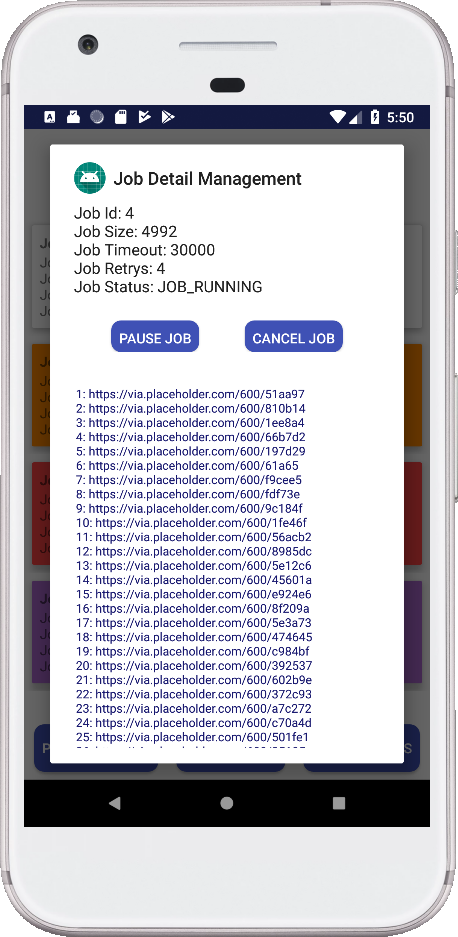 5:50
Job Detail Management
Job Id: 4
Job Size: 4992
Job Timeout: 30000
Job Retrys: 4
Job Status: JOB_RUNNING
PAUSE JOB
CANCEL JOB
1: https://via.placeholder.com/600/51aa97
2: https://via.placeholder.com/600/810b14
3: https://via.placeholder.com/600/1ee8a4
4: https://via.placeholder.com/600/66b7d2
5: https://via.placeholder.com/600/197d29
6: https://via.placeholder.com/600/61a65
7: https://via.placeholder.com/600/f9cee5
8: https://via.placeholder.com/600/fdf73e
9: https://via.placeholder.com/600/9c184f
10: https://via.placeholder.com/600/1fe46f
11: https://via.placeholder.com/600/56acb2
12: https://via.placeholder.com/600/8985dc
13: https://via.placeholder.com/600/5e12c6
14: https://via.placeholder.com/600/45601a
15: https://via.placeholder.com/600/e924e6
16: https://via.placeholder.com/600/8f209a
17: https://via.placeholder.com/600/5e3a73
18: https://via.placeholder.com/600/474645
19: https://via.placeholder.com/600/c984bf
20: https://via.placeholder.com/600/392537
21: https://via.placeholder.com/600/602b9e
22: https://via.placeholder.com/600/372c93
23: https://via.placeholder.com/600/a7c272
24: https://via.placeholder.com/600/c70a4d
25: https://via.placeholder.com/600/501fe1